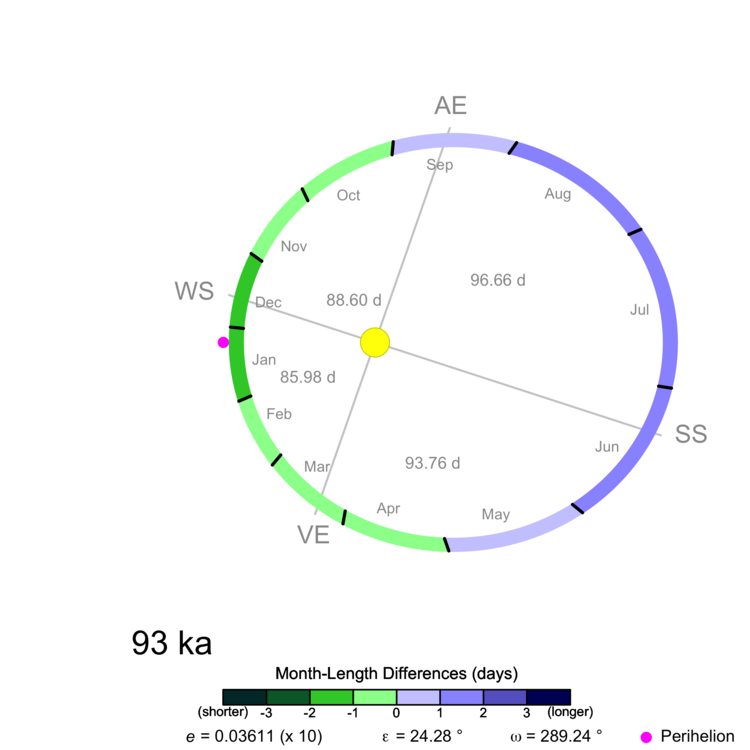 AE
Sep
Oct
Aug
Nov
96.66 d
WS
Dec
88.60 d
Jul
Jan
85.98 d
Feb
SS
Jun
Mar
93.76 d
Apr
May
VE
93 ka
Month-Length Differences (days)
(shorter) -3 -2 -1 0 1 2 3 (longer)
e = 0.03611 (x 10) ε = 24.28 ° ω = 289.24 ° Perihelion